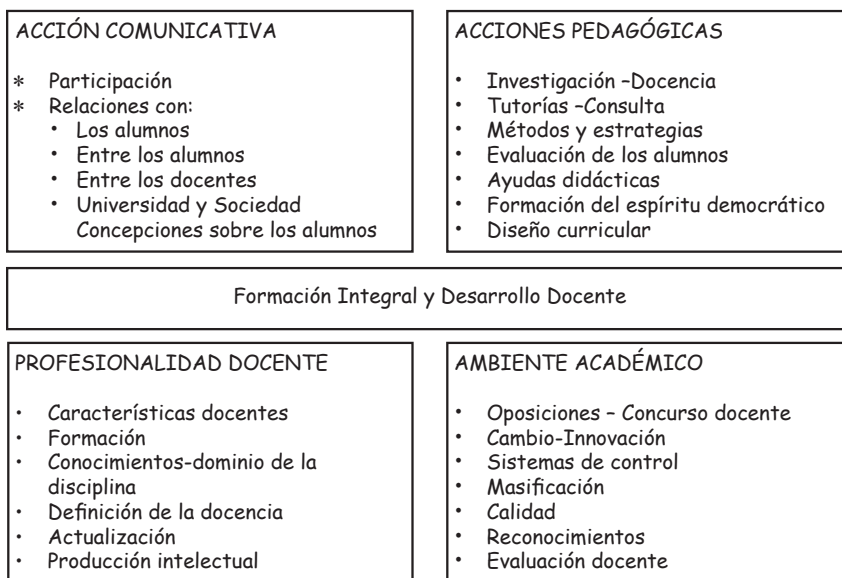 ACCIÓN COMUNICATIVA
* Participación
* Relaciones con:
• Los alumnos
• Entre los alumnos
• Entre los docentes
• Universidad y Sociedad
Concepciones sobre los alumnos
ACCIONES PEDAGÓGICAS
• Investigación –Docencia
• Tutorías –Consulta
• Métodos y estrategias
• Evaluación de los alumnos
• Ayudas didácticas
• Formación del espíritu democrático
• Diseño curricular
Formación Integral y Desarrollo Docente
PROFESIONALIDAD DOCENTE
• Características docentes
• Formación
• Conocimientos-dominio de la
disciplina
• Definición de la docencia
• Actualización
• Producción intelectual
AMBIENTE ACADÉMICO
• Oposiciones – Concurso docente
• Cambio-Innovación
• Sistemas de control
• Masificación
• Calidad
• Reconocimientos
• Evaluación docente